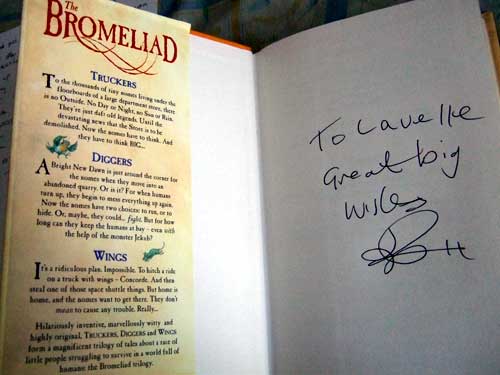 The
BROMELIAD
TRUCKERS
To the thousands of tiny nomes living under the
floorboards of a large department store, there
is no Outside. No Day or Night, no Sun or Rain.
They're just daft old legends. Until the
devastating news that the Store is to be
demolished. Now the nomes have to think. And
they have to think BIG...
DIGGERS
A Bright New Dawn is just around the corner for
the nomes when they move into an
abandoned quarry. Or is it? For when humans
turn up, they begin to mess everything up again.
Now the nomes have two choices: to run, or to
hide. Or, maybe, they could... fight. But for how
long can they keep the humans at bay – even with
the help of the monster Jekub?
WINGS
It's a ridiculous plan. Impossible. To hitch a ride
on a truck with wings – Concorde. And then
steal one of those space shuttle things. But home is
home, and the nomes want to get there. They don't
mean to cause any trouble. Really...
Hilariously inventive, marvellously witty and
highly original, TRUCKERS, DIGGERS and WINGS
form a magnificent trilogy of tales about a race of
little people struggling to survive in a world full of
humans: the Bromeliad trilogy.
To Lavelle
Great big
wishes